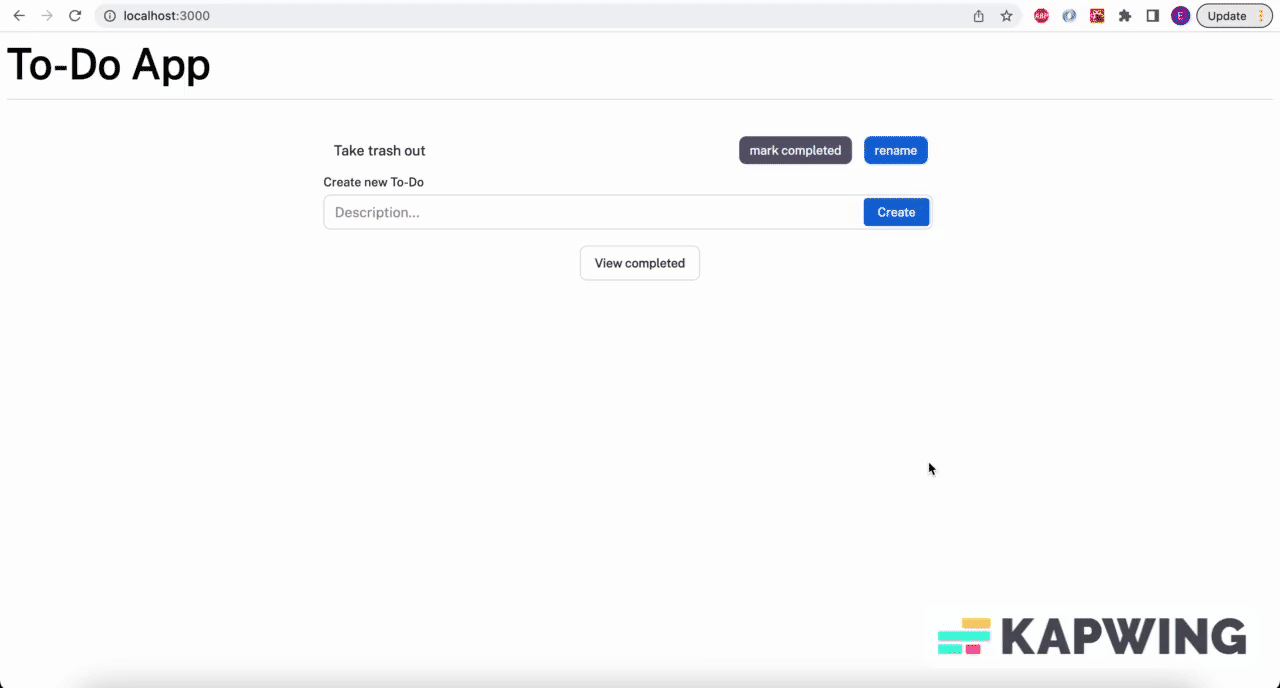 localhost:3000
ABP
E
Update
To-Do App
Take trash out
mark completed
rename
Create new To-Do
Description...
Create
View completed
KAPWING